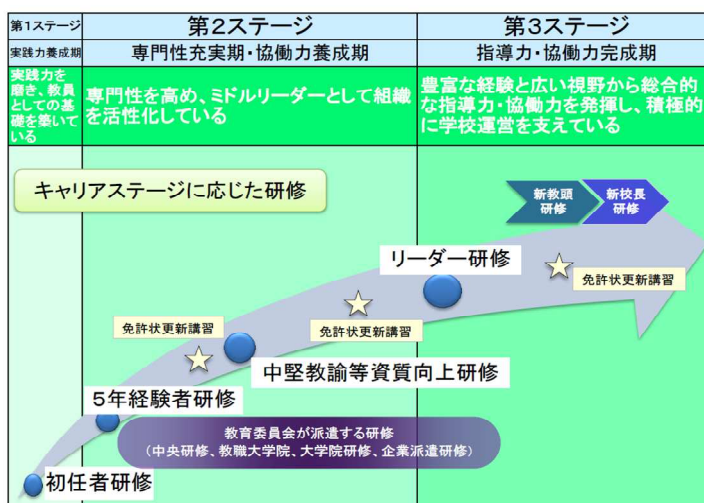 第1ステージ
第2ステージ
第3ステージ
実践力養成期
専門性充実期・協働力養成期
指導力・協働力完成期
実践力を
磨き、教員
としての基
礎を築いて
いる
専門性を高め、ミドルリーダーとして組織
を活性化している
豊富な経験と広い視野から総合的
な指導力・協働力を発揮し、積極的
に学校運営を支えている
キャリアステージに応じた研修
新教頭
研修
新校長
研修
リーダー研修
免許状更新講習
免許状更新講習
免許状更新講習
中堅教諭等資質向上研修
5年経験者研修
教育委員会が派遣する研修
（中央研修、教職大学院、大学院研修、企業派遣研修）
初任者研修